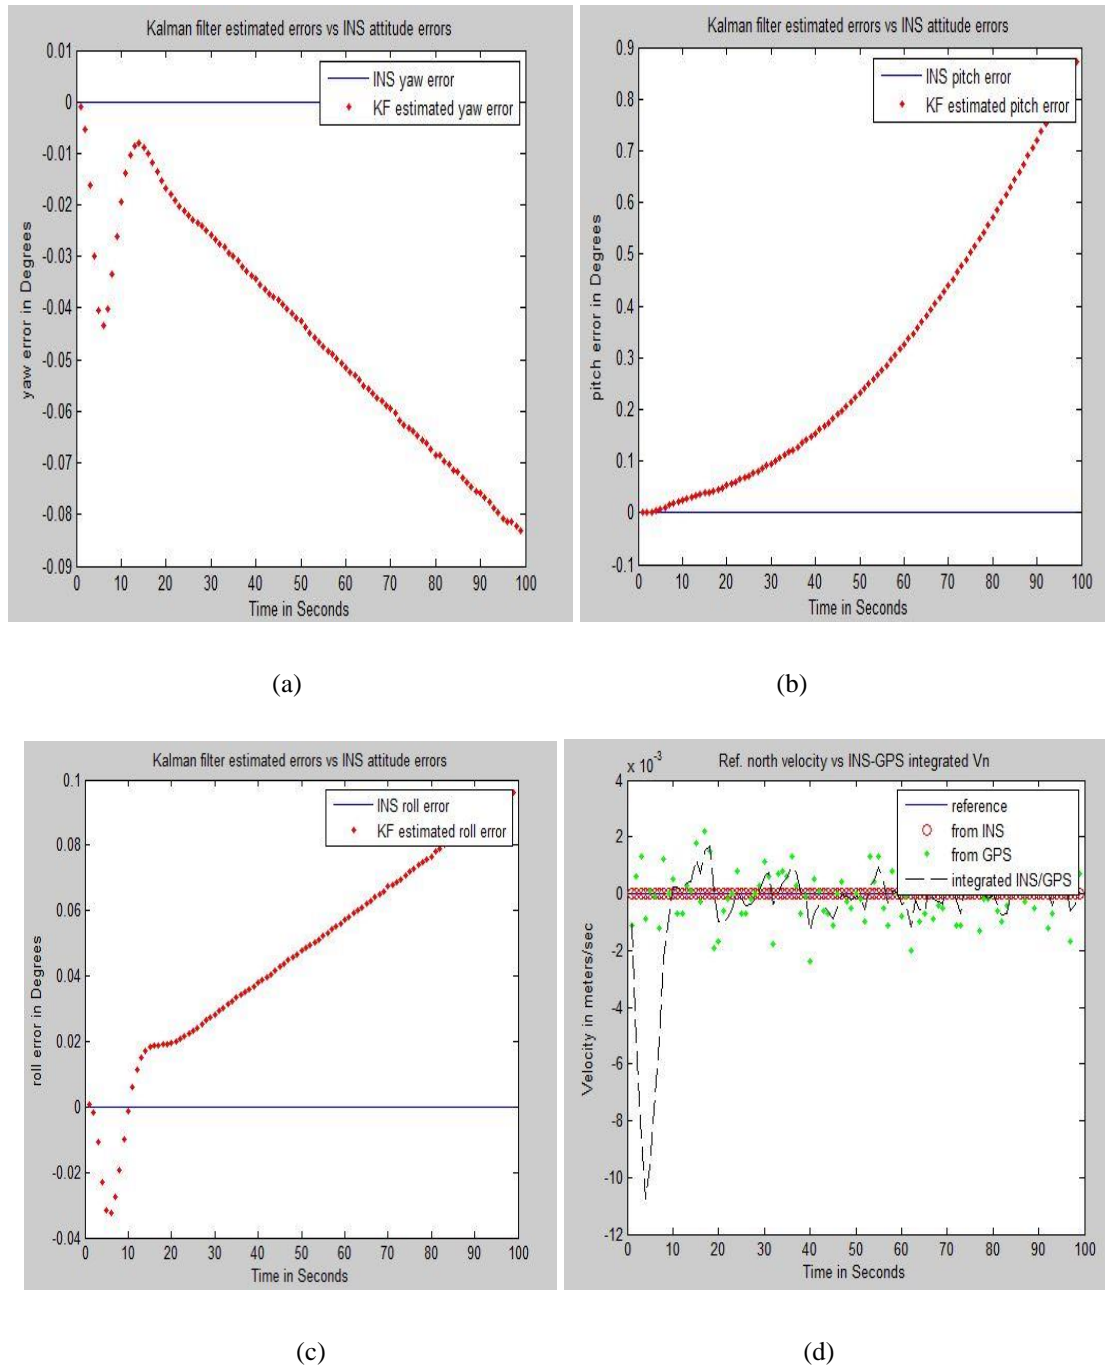 Kalman filter estimated errors vs INS attitude errors
0.01
0
-0.01
-0.02
-0.03
-0.04
-0.05
-0.06
-0.07
-0.08
-0.09
yaw error in Degrees
INS yaw error
KF estimated yaw error
0 10 20 30 40 50 60 70 80 90 100
Time in Seconds
(a)
Kalman filter estimated errors vs INS attitude errors
0.9
0.8
0.7
0.6
0.5
0.4
0.3
0.2
0.1
0
-0.1
pitch error in Degrees
INS pitch error
KF estimated pitch error
0 10 20 30 40 50 60 70 80 90 100
Time in Seconds
(b)
Kalman filter estimated errors vs INS attitude errors
0.1
0.08
0.06
0.04
0.02
0
-0.02
-0.04
roll error in Degrees
INS roll error
KF estimated roll error
0 10 20 30 40 50 60 70 80 90 100
Time in Seconds
(c)
Ref. north velocity vs INS-GPS integrated Vn
x 10-3
4
2
0
-2
-4
-6
-8
-10
-12
Velocity in meters/sec
reference
from INS
from GPS
integrated INS/GPS
0 10 20 30 40 50 60 70 80 90 100
Time in Seconds
(d)